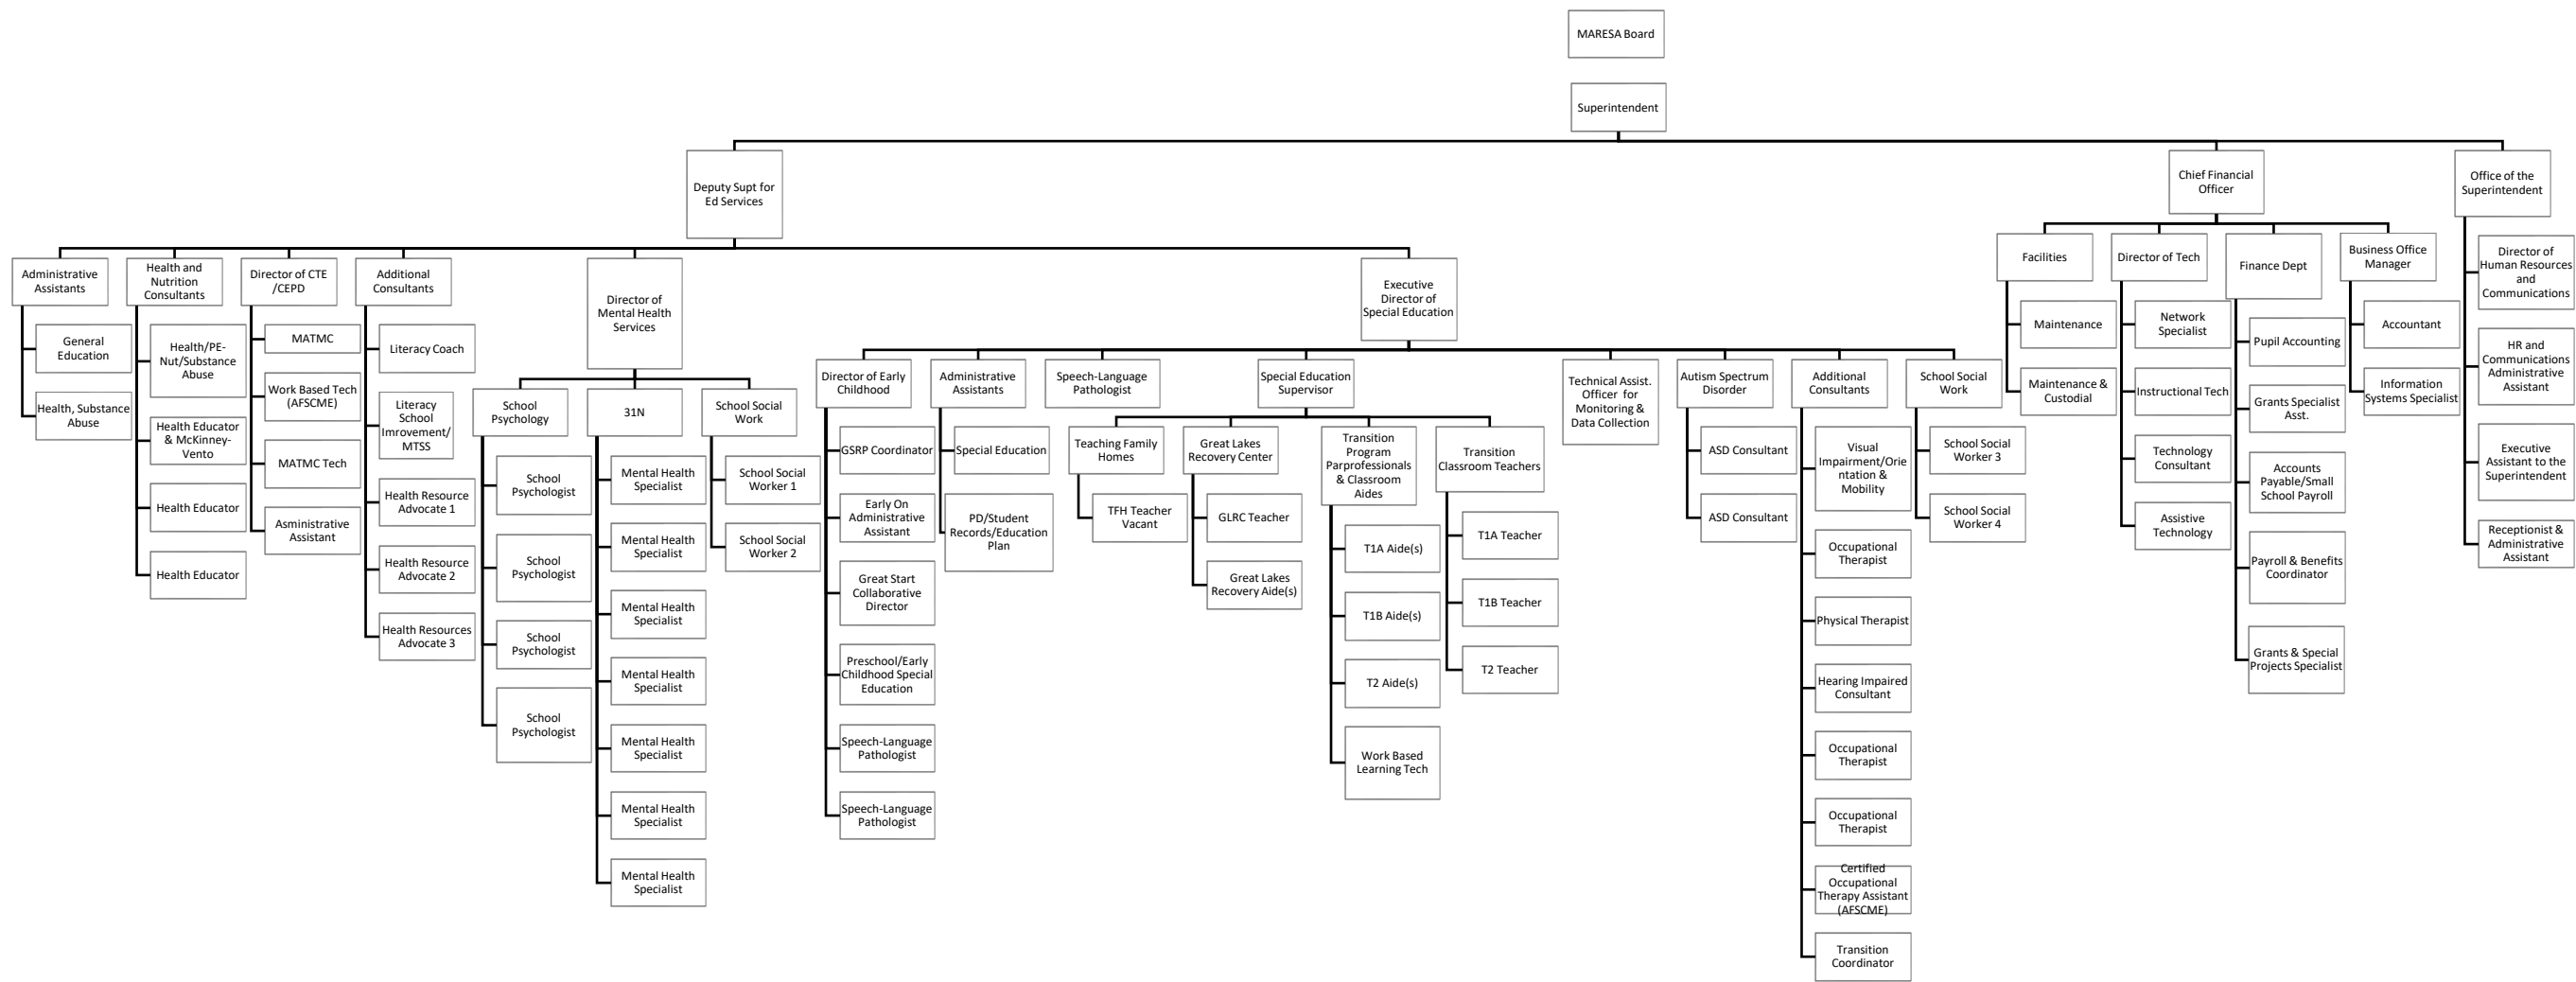 MARESA Board
Superintendent
Deputy Supt for
Ed Services
Chief Financial
Officer
Office of the
Superintendent
Administrative
Assistants
General
Education
Health, Substance
Abuse
Health and
Nutrition
Consultants
Health/PE-
Nut/Substance
Abuse
Health Educator
& McKinney-
Vento
Health Educator
Health Educator
Director of CTE
/CEPD
MATMC
Work Based Tech
(AFSCME)
MATMC Tech
Asministrative
Assistant
Additional
Consultants
Literacy Coach
Literacy
School
Imrovement/
MTSS
Health Resource
Advocate 1
Health Resource
Advocate 2
Health Resources
Advocate 3
Director of
Mental Health
Services
School
Psychology
School
Psychologist
School
Psychologist
School
Psychologist
School
Psychologist
31N
Mental Health
Specialist
Mental Health
Specialist
Mental Health
Specialist
Mental Health
Specialist
Mental Health
Specialist
Mental Health
Specialist
Mental Health
Specialist
School Social
Work
School Social
Worker 1
School Social
Worker 2
Executive
Director of
Special Education
Director of Early
Childhood
GSRP Coordinator
Early On
Administrative
Assistant
Great Start
Collaborative
Director
Preschool/Early
Childhood Special
Education
Speech-Language
Pathologist
Speech-Language
Pathologist
Administrative
Assistants
Special Education
PD/Student
Records/Education
Plan
Speech-Language
Pathologist
Special Education
Supervisor
Teaching Family
Homes
TFH Teacher
Vacant
Great Lakes
Recovery Center
GLRC Teacher
Great Lakes
Recovery Aide(s)
Transition
Program
Parprofessionals
& Classroom
Aides
T1A Aide(s)
T1B Aide(s)
T2 Aide(s)
Work Based
Learning Tech
Transition
Classroom Teachers
T1A Teacher
T1B Teacher
T2 Teacher
Technical Assist.
Officer for
Monitoring &
Data Collection
Autism Spectrum
Disorder
ASD Consultant
ASD Consultant
Additional
Consultants
Visual
Impairment/Orie
ntation &
Mobility
Occupational
Therapist
Physical Therapist
Hearing Impaired
Consultant
Occupational
Therapist
Occupational
Therapist
Certified
Occupational
Therapy Assistant
(AFSCME)
Transition
Coordinator
School Social
Work
School Social
Worker 3
School Social
Worker 4
Facilities
Maintenance
Maintenance &
Custodial
Director of Tech
Network
Specialist
Instructional Tech
Technology
Consultant
Assistive
Technology
Finance Dept
Pupil Accounting
Grants Specialist
Asst.
Accounts
Payable/Small
School Payroll
Payroll & Benefits
Coordinator
Grants & Special
Projects Specialist
Business Office
Manager
Accountant
Information
Systems Specialist
Director of
Human Resources
and
Communications
HR and
Communications
Administrative
Assistant
Executive
Assistant to the
Superintendent
Receptionist &
Administrative
Assistant